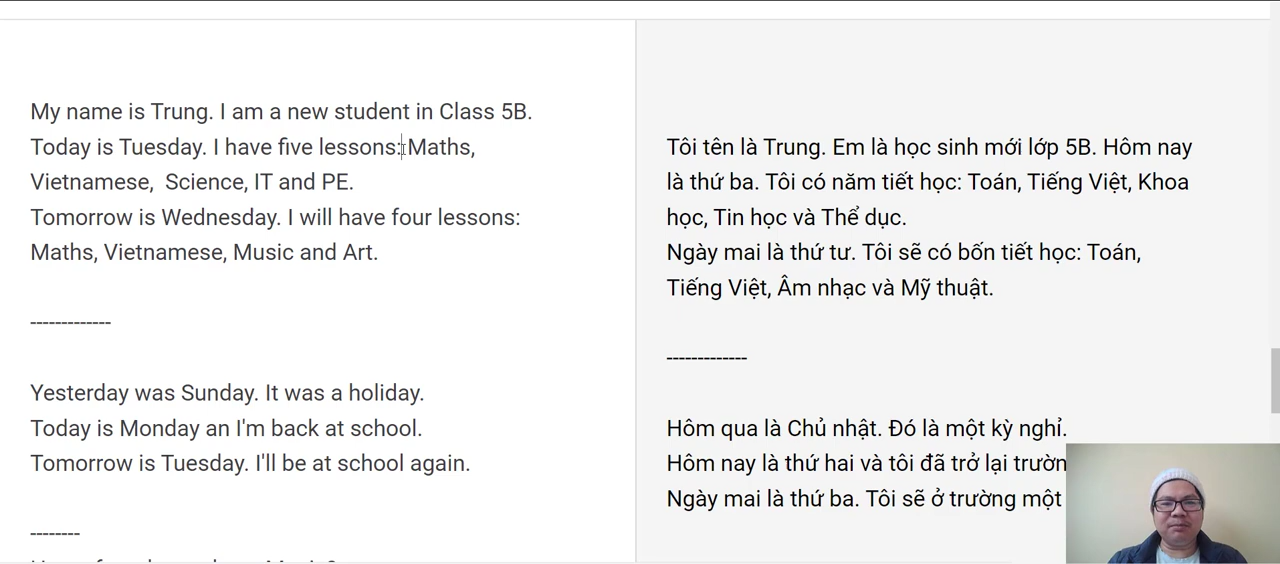 My name is Trung. I am a new student in Class 5B.
Today is Tuesday. I have five lessons: Maths,
Vietnamese,  Science, IT and PE.
Tomorrow is Wednesday. I will have four lessons:
Maths, Vietnamese, Music and Art.
-------------
Yesterday was Sunday. It was a holiday.
Today is Monday an I'm back at school.
Tomorrow is Tuesday. I'll be at school again.
--------
Tôi tên là Trung. Em là học sinh mới lớp 5B. Hôm nay
là thứ ba. Tôi có năm tiết học: Toán, Tiếng Việt, Khoa
học, Tin học và Thể dục.
Ngày mai là thứ tư. Tôi sẽ có bốn tiết học: Toán,
Tiếng Việt, Âm nhạc và Mỹ thuật.
-------------
Hôm qua là Chủ nhật. Đó là một kỳ nghỉ.
Hôm nay là thứ hai và tôi đã trở lại
Ngày mai là thứ ba. Tôi sẽ ở trường một